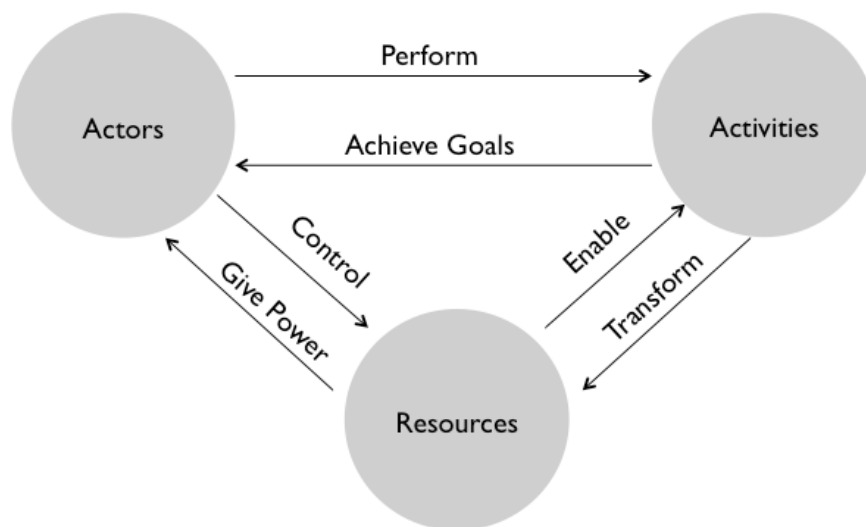 Perform
Actors
Activities
Achieve Goals
Control
Give Power
Enable
Transform
Resources